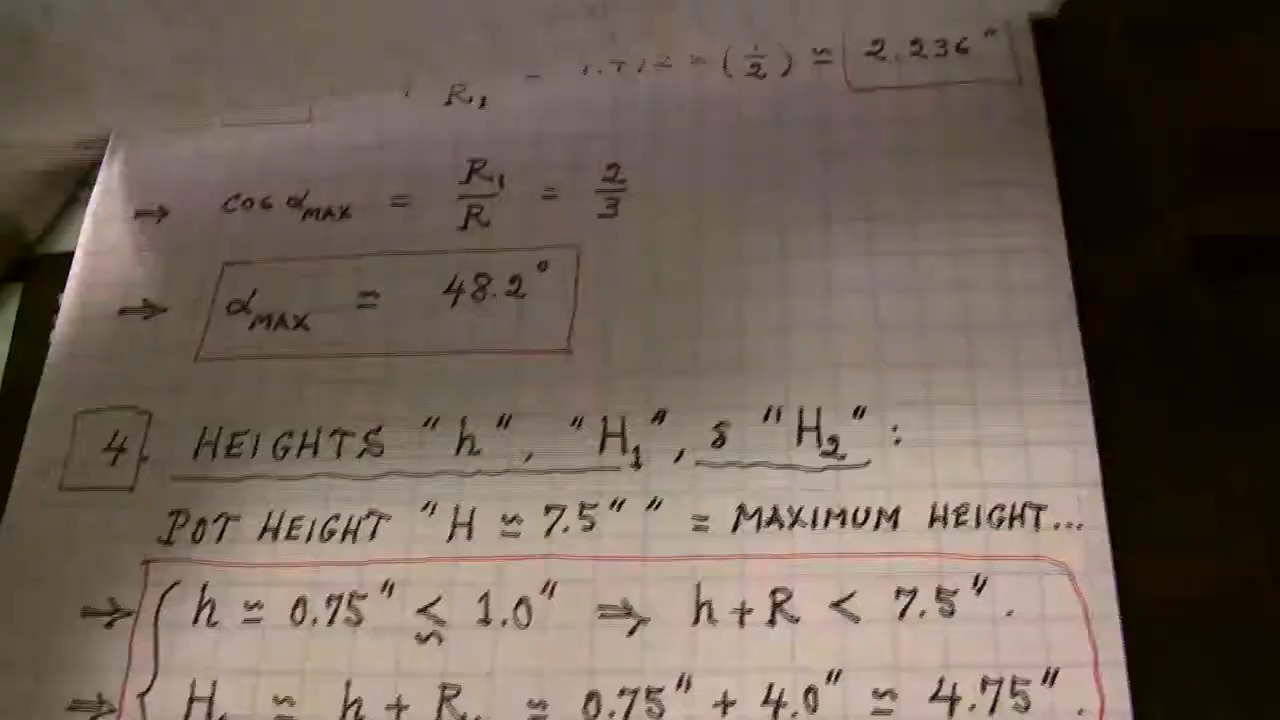 R₁ (1/2) ≃ 2.236"
⇒ cos α_MAX = R₁/R = 2/3
⇒ α_MAX ≃ 48.2°
4. HEIGHTS "h", "H₁", & "H₂":
POT HEIGHT "H ≃ 7.5" " = MAXIMUM HEIGHT...
⇒ { h ≃ 0.75" ≲ 1.0" ⇒ h + R < 7.5".
⇒ H₁ ≃ h + R₁ ≃ 0.75" + 4.0" ≃ 4.75".